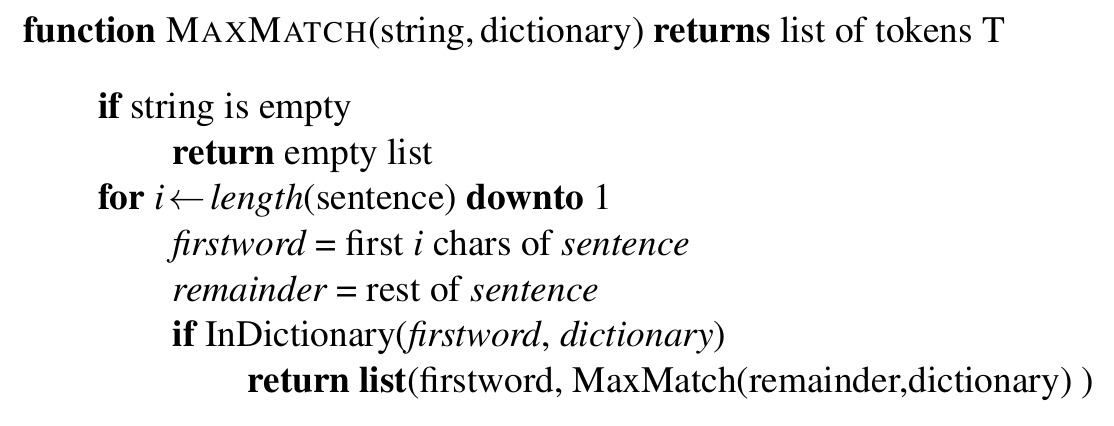 function MAXMATCH(string, dictionary) returns list of tokens T
if string is empty
return empty list
for i ← length(sentence) downto 1
firstword = first i chars of sentence
remainder = rest of sentence
if InDictionary(firstword, dictionary)
return list(firstword, MaxMatch(remainder,dictionary) )